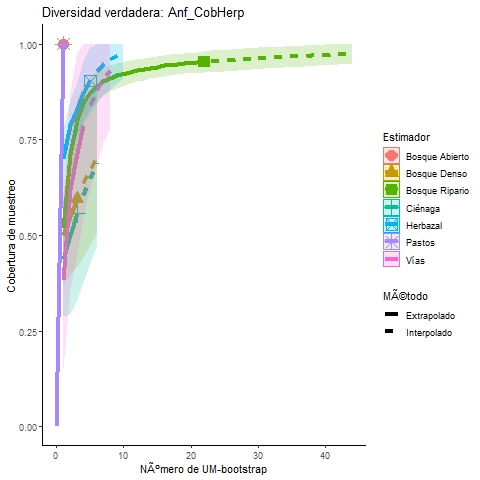 Diversidad verdadera: Anf_CobHerp
1.00
0.75
0.50
0.25
0.00
Cobertura de muestreo
0
10
20
30
40
NÃºmero de UM-bootstrap
Estimador
Bosque Abierto
Bosque Denso
Bosque Ripario
Ciénaga
Herbazal
Pastos
Vías
MÃ©todo
Extrapolado
Interpolado